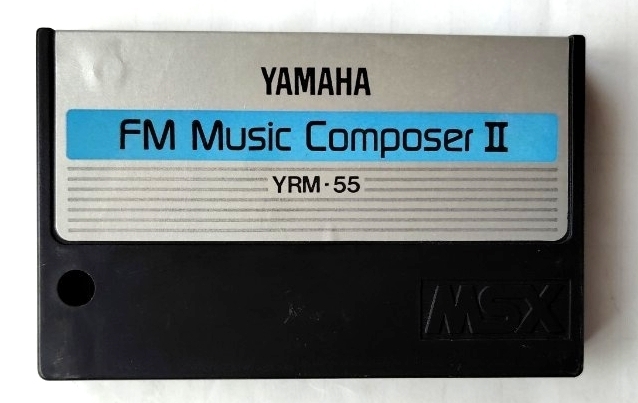 YAMAHA
FM Music Composer II
YRM·55
MSX